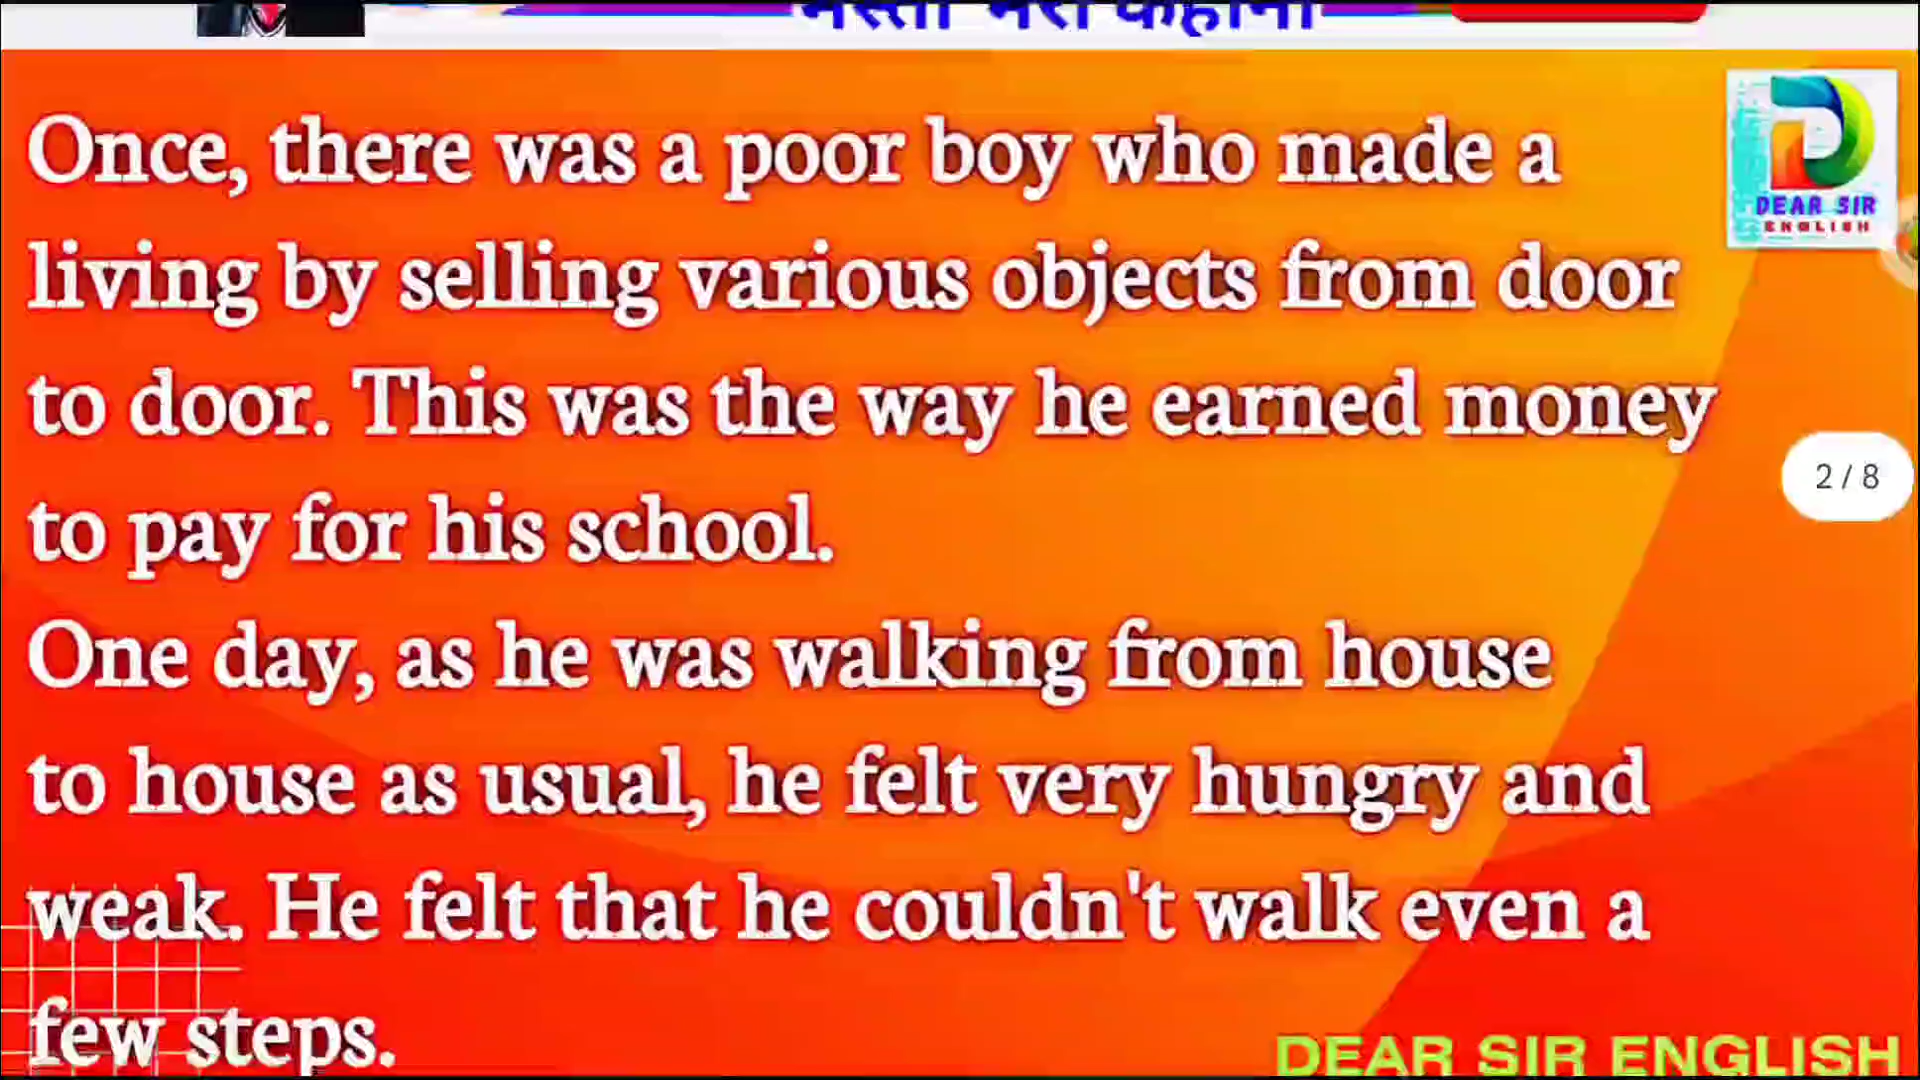 Once, there was a poor boy who made a
living by selling various objects from door
to door. This was the way he earned money
to pay for his school.
One day, as he was walking from house
to house as usual, he felt very hungry and
weak. He felt that he couldn't walk even a
few steps.
DEAR SIR
ENGLISH
2 / 8
DEAR SIR ENGLISH